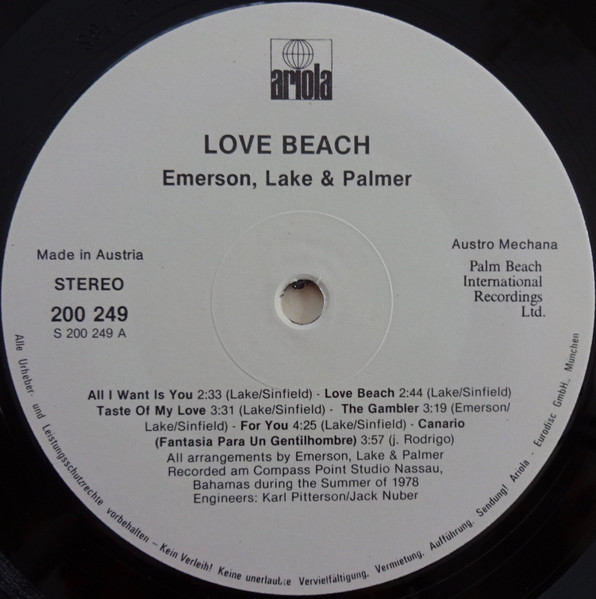 ariola
LOVE BEACH
Emerson, Lake & Palmer
Made in Austria
STEREO
200 249
S 200 249 A
Austro Mechana
Palm Beach
International
Recordings
Ltd.
All I Want Is You 2:33 (Lake/Sinfield) - Love Beach 2:44 (Lake/Sinfield)
Taste Of My Love 3:31 (Lake/Sinfield) - The Gambler 3:19 (Emerson/
Lake/Sinfield) - For You 4:25 (Lake/Sinfield) - Canario
(Fantasia Para Un Gentilhombre) 3:57 (j. Rodrigo)
All arrangements by Emerson, Lake & Palmer
Recorded am Compass Point Studio Nassau,
Bahamas during the Summer of 1978
Engineers: Karl Pitterson/Jack Nuber
Alle Urheber- und Leistungsschutzrechte vorbehalten – Kein Verleih! Keine unerlaubte Vervielfältigung, Vermietung, Aufführung, Sendung! Ariola - Eurodisc GmbH., München